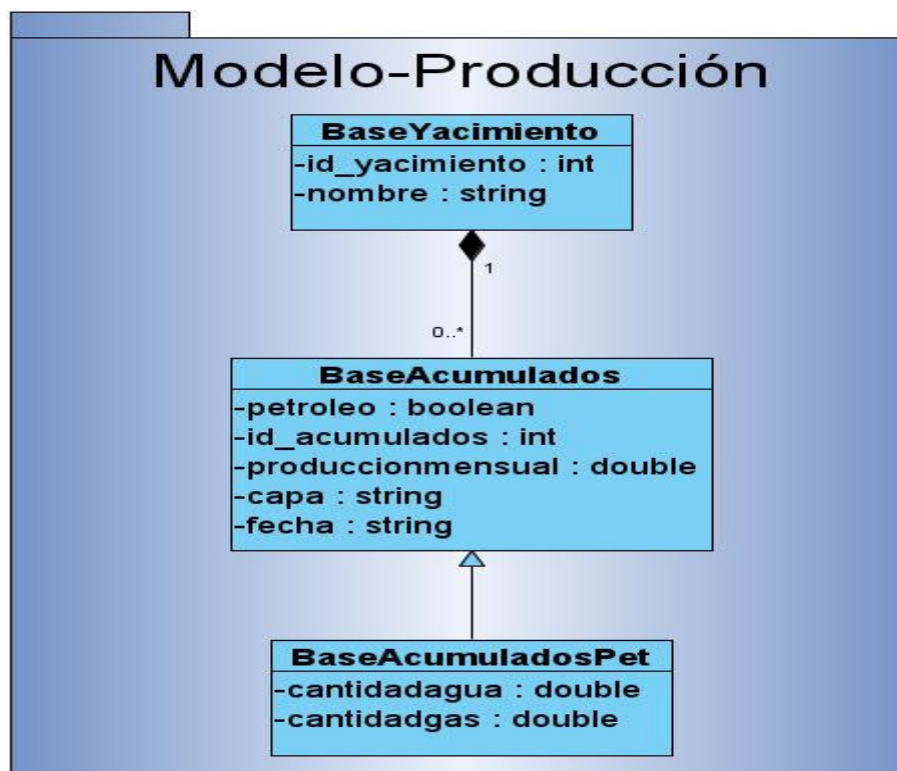 Modelo-Producción
BaseYacimiento
-id_yacimiento : int
-nombre : string
1
0..*
BaseAcumulados
-petroleo : boolean
-id_acumulados : int
-produccionmensual : double
-capa : string
-fecha : string
BaseAcumuladosPet
-cantidadagua : double
-cantidadgas : double